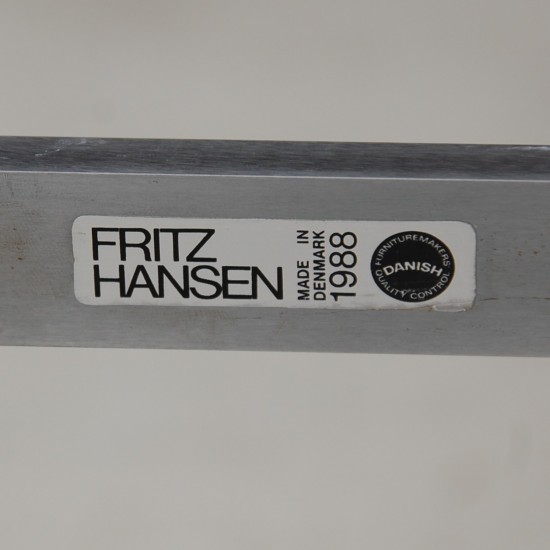 FRITZ
HANSEN
MADE IN
DENMARK
1988
FURNITUREMAKERS
DANISH
QUALITY CONTROL